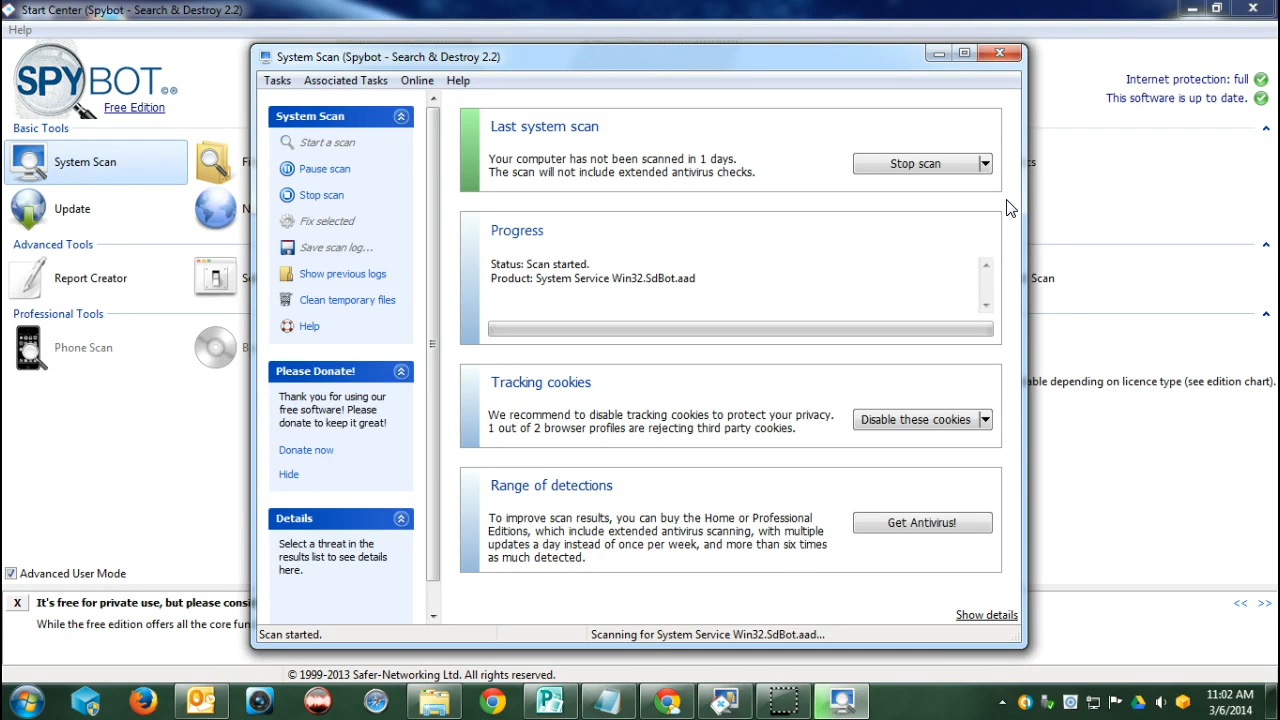 Start Center (Spybot - Search & Destroy 2.2)
Help
SPYBOT
Free Edition
Internet protection: full
This software is up to date.
Basic Tools
System Scan
Update
Advanced Tools
Report Creator
Scan
Professional Tools
Phone Scan
able depending on licence type (see edition chart).
Advanced User Mode
X
It's free for private use, but please consi
While the free edition offers all the core fun
<< >>
© 1999-2013 Safer-Networking Ltd. All rights reserved.
System Scan (Spybot - Search & Destroy 2.2)
Tasks Associated Tasks Online Help
System Scan
Start a scan
Pause scan
Stop scan
Fix selected
Save scan log...
Show previous logs
Clean temporary files
Help
Please Donate!
Thank you for using our
free software! Please
donate to keep it great!
Donate now
Hide
Details
Select a threat in the
results list to see details
here.
Last system scan
Your computer has not been scanned in 1 days.
The scan will not include extended antivirus checks.
Stop scan
Progress
Status: Scan started.
Product: System Service Win32.SdBot.aad
Tracking cookies
We recommend to disable tracking cookies to protect your privacy.
1 out of 2 browser profiles are rejecting third party cookies.
Disable these cookies
Range of detections
To improve scan results, you can buy the Home or Professional
Editions, which include extended antivirus scanning, with multiple
updates a day instead of once per week, and more than six times
as much detected.
Get Antivirus!
Show details
Scan started.
Scanning for System Service Win32.SdBot.aad...
11:02 AM
3/6/2014